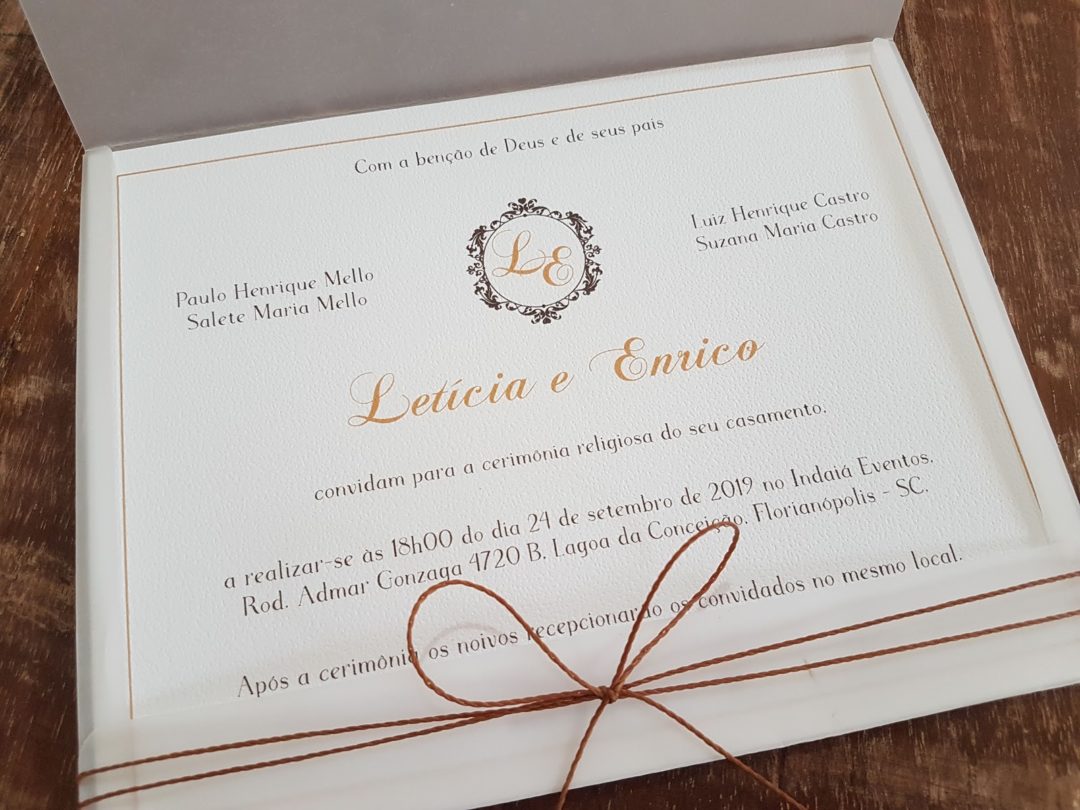 Com a benção de Deus e de seus pais
Paulo Henrique Mello
Salete Maria Mello
L E
Luiz Henrique Castro
Suzana Maria Castro
Letícia e Enrico
convidam para a cerimônia religiosa do seu casamento.
a realizar-se às 18h00 do dia 24 de setembro de 2019 no Indaiá Eventos.
Rod. Admar Gonzaga 4720 B. Lagoa da Conceição. Florianópolis - SC.
Após a cerimônia os noivos recepcionarão os convidados no mesmo local.